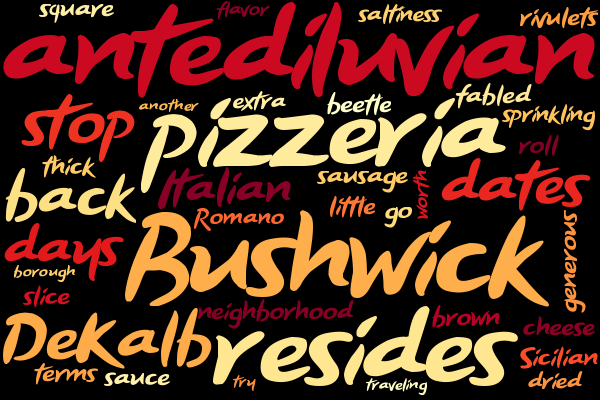 square flavor saltiness rivulets
antediluvian
another extra beetle fabled
stop pizzeria sprinkling
thick roll
back Italian sausage worth dates
Romano little go
days Bushwick generous
borough
slice
neighborhood brown cheese
DeKalb resides Sicilian
terms sauce try traveling dried